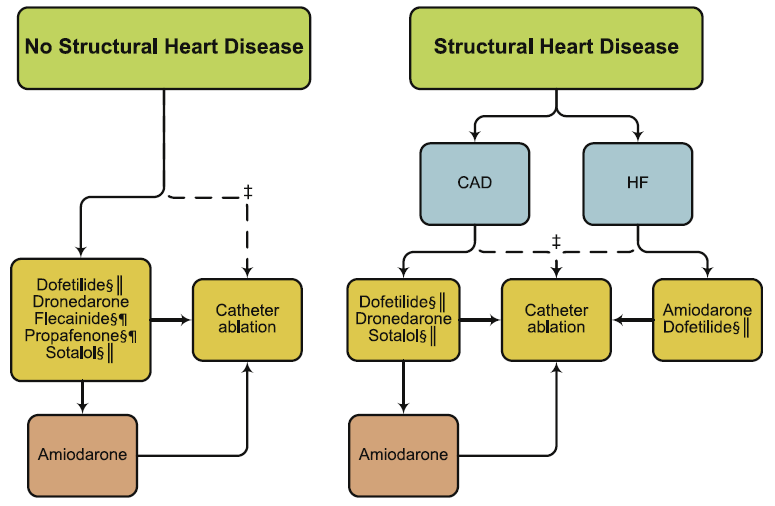 No Structural Heart Disease
‡
Dofetilide§‖
Dronedarone
Flecainide§¶
Propafenone§¶
Sotalol§‖
Catheter
ablation
Amiodarone
Structural Heart Disease
CAD
HF
‡
Dofetilide§‖
Dronedarone
Sotalol§‖
Catheter
ablation
Amiodarone
Dofetilide§‖
Amiodarone